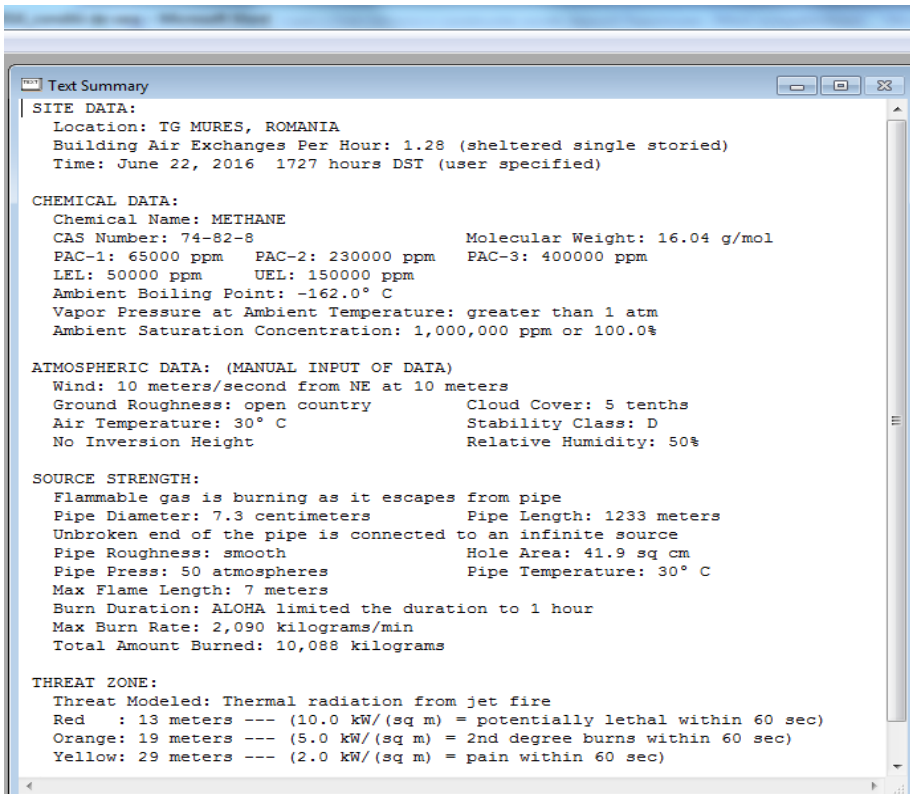 Text Summary
SITE DATA:
Location: TG MURES, ROMANIA
Building Air Exchanges Per Hour: 1.28 (sheltered single storied)
Time: June 22, 2016 1727 hours DST (user specified)
CHEMICAL DATA:
Chemical Name: METHANE
CAS Number: 74-82-8 Molecular Weight: 16.04 g/mol
PAC-1: 65000 ppm PAC-2: 230000 ppm PAC-3: 400000 ppm
LEL: 50000 ppm UEL: 150000 ppm
Ambient Boiling Point: -162.0° C
Vapor Pressure at Ambient Temperature: greater than 1 atm
Ambient Saturation Concentration: 1,000,000 ppm or 100.0%
ATMOSPHERIC DATA: (MANUAL INPUT OF DATA)
Wind: 10 meters/second from NE at 10 meters
Ground Roughness: open country Cloud Cover: 5 tenths
Air Temperature: 30° C Stability Class: D
No Inversion Height Relative Humidity: 50%
SOURCE STRENGTH:
Flammable gas is burning as it escapes from pipe
Pipe Diameter: 7.3 centimeters Pipe Length: 1233 meters
Unbroken end of the pipe is connected to an infinite source
Pipe Roughness: smooth Hole Area: 41.9 sq cm
Pipe Press: 50 atmospheres Pipe Temperature: 30° C
Max Flame Length: 7 meters
Burn Duration: ALOHA limited the duration to 1 hour
Max Burn Rate: 2,090 kilograms/min
Total Amount Burned: 10,088 kilograms
THREAT ZONE:
Threat Modeled: Thermal radiation from jet fire
Red : 13 meters --- (10.0 kW/(sq m) = potentially lethal within 60 sec)
Orange: 19 meters --- (5.0 kW/(sq m) = 2nd degree burns within 60 sec)
Yellow: 29 meters --- (2.0 kW/(sq m) = pain within 60 sec)